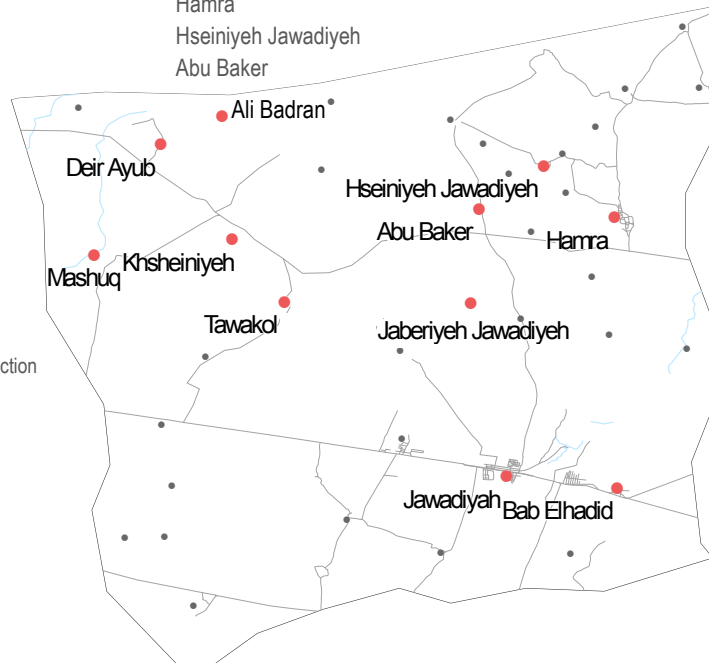 Hamra
Hseiniyeh Jawadiyeh
Abu Baker
Ali Badran
Deir Ayub
Hseiniyeh Jawadiyeh
Abu Baker
Hamra
Khsheiniyeh
Mashuq
Tawakol
Jaberiyeh Jawadiyeh
ction
Jawadiyah
Bab Elhadid